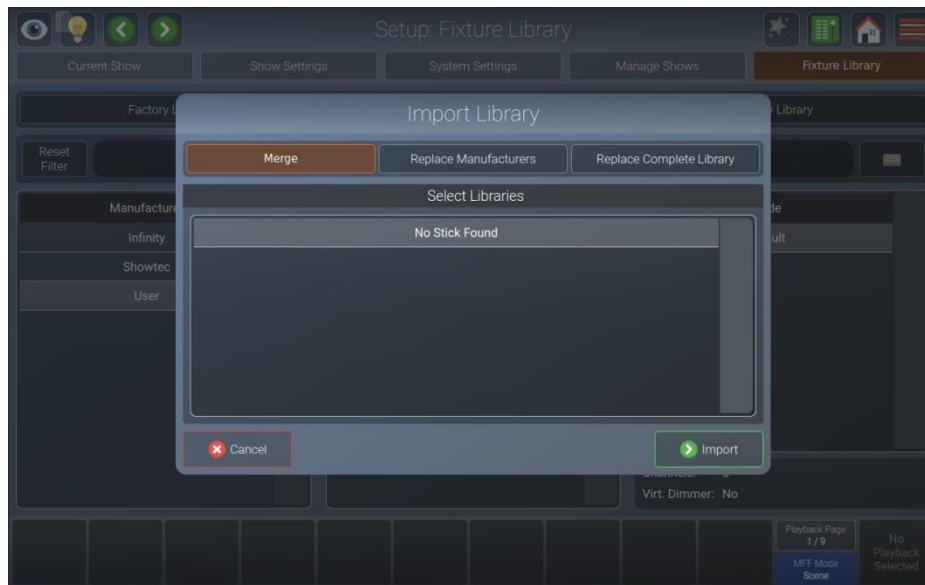 Setup: Fixture Library
Current Show
Show Settings
System Settings
Manage Shows
Fixture Library
Factory L
Library
Import Library
Reset
Filter
Merge
Replace Manufacturers
Replace Complete Library
Select Libraries
Manufacture
de
No Stick Found
Infinity
ult
Showtec
User
Cancel
Import
Virt. Dimmer: No
Playback Page
1 / 9
MFF Mode
Scene
No
Playback
Selected